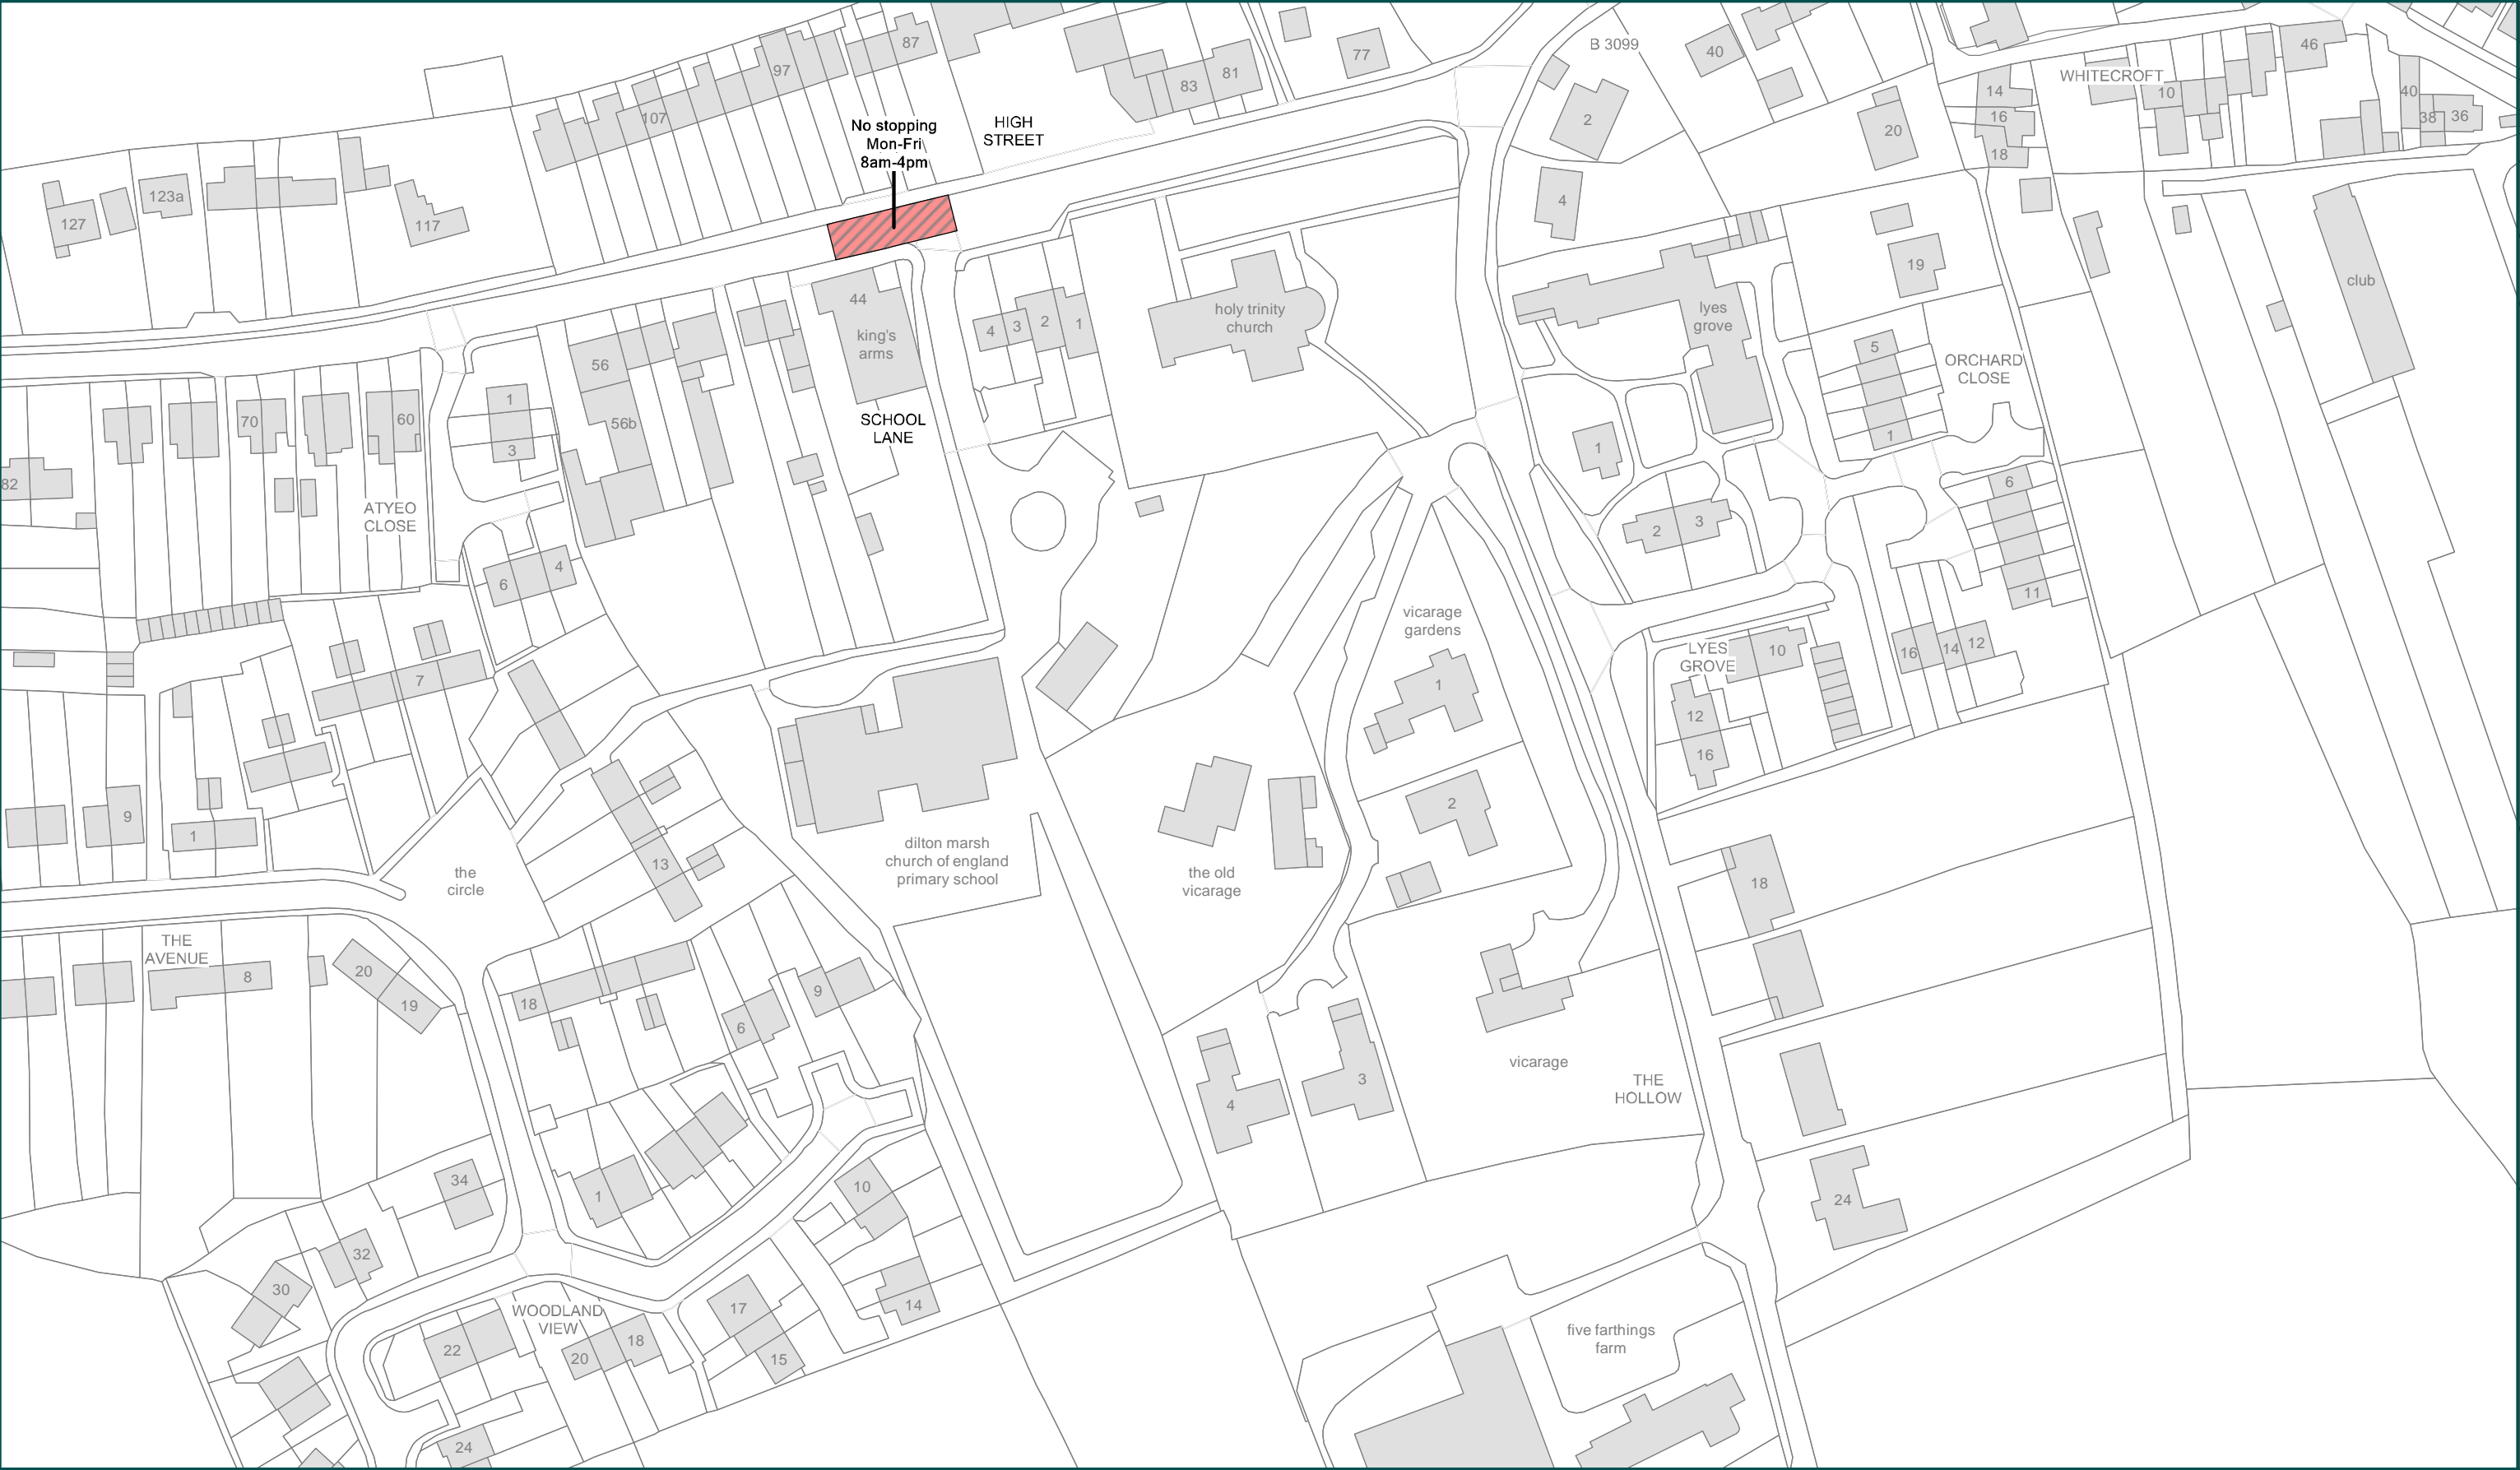 87
97
107
No stopping
Mon-Fri
8am-4pm
HIGH
STREET
83
81
77
B 3099
2
40
20
WHITECROFT
14
16
18
10
46
40
38
36
127
123a
117
4
19
club
44
king's
arms
4
3
2
1
holy trinity
church
lyes
grove
5
1
ORCHARD
CLOSE
56
56b
1
3
70
60
82
SCHOOL
LANE
ATYEO
CLOSE
6
4
1
2
3
6
11
16
14
12
vicarage
gardens
1
2
LYES
GROVE
10
12
16
7
9
1
13
the
circle
dilton marsh
church of england
primary school
the old
vicarage
18
THE
AVENUE
8
20
19
18
6
9
4
3
vicarage
THE
HOLLOW
24
34
32
30
1
10
14
17
15
WOODLAND
VIEW
22
20
18
24
five farthings
farm